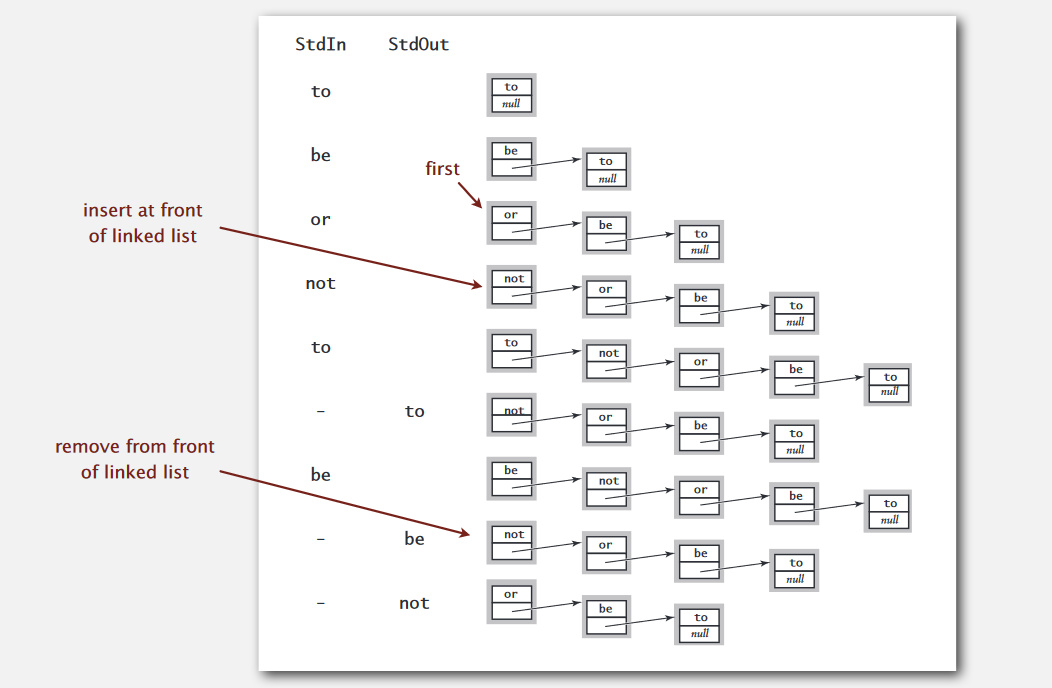 StdIn StdOut
to
to
null
be
be
to
null
first
or
or
be
to
null
insert at front
of linked list
not
not
or
be
to
null
to
to
not
or
be
to
null
- to
not
or
be
to
null
remove from front
of linked list
be
be
not
or
be
to
null
- be
not
or
be
to
null
- not
or
be
to
null